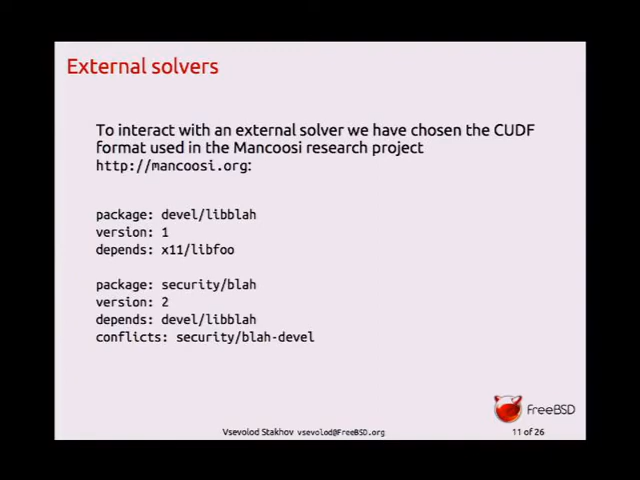 External solvers
To interact with an external solver we have chosen the CUDF
format used in the Mancoosi research project
http://mancoosi.org:
package: devel/libblah
version: 1
depends: x11/libfoo
package: security/blah
version: 2
depends: devel/libblah
conflicts: security/blah-devel
FreeBSD
Vsevolod Stakhov vsevolod@FreeBSD.org
11 of 26